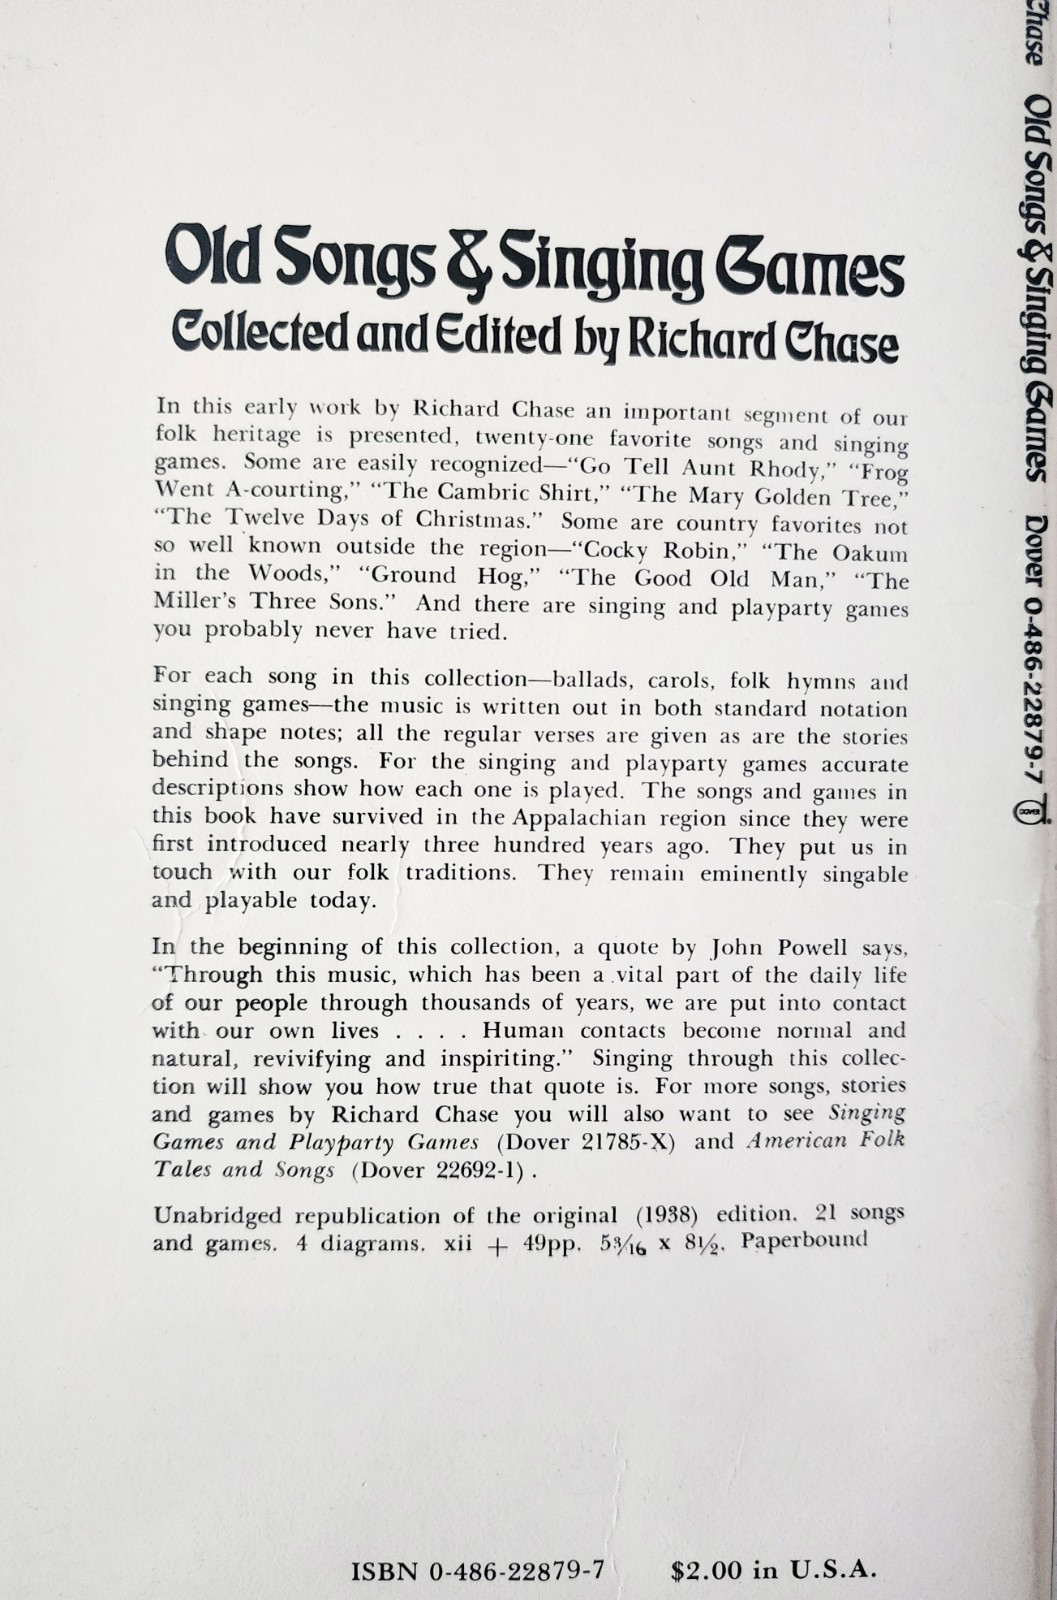 Old Songs & Singing Games
Collected and Edited by Richard Chase
In this early work by Richard Chase an important segment of our
folk heritage is presented, twenty-one favorite songs and singing
games. Some are easily recognized—“Go Tell Aunt Rhody,” “Frog
Went A-courting,” “The Cambric Shirt,” “The Mary Golden Tree,”
“The Twelve Days of Christmas.” Some are country favorites not
so well known outside the region—“Cocky Robin,” “The Oakum
in the Woods,” “Ground Hog,” “The Good Old Man,” “The
Miller’s Three Sons.” And there are singing and playparty games
you probably never have tried.
For each song in this collection—ballads, carols, folk hymns and
singing games—the music is written out in both standard notation
and shape notes; all the regular verses are given as are the stories
behind the songs. For the singing and playparty games accurate
descriptions show how each one is played. The songs and games in
this book have survived in the Appalachian region since they were
first introduced nearly three hundred years ago. They put us in
touch with our folk traditions. They remain eminently singable
and playable today.
In the beginning of this collection, a quote by John Powell says,
“Through this music, which has been a vital part of the daily life
of our people through thousands of years, we are put into contact
with our own lives . . . . Human contacts become normal and
natural, revivifying and inspiriting.” Singing through this collec-
tion will show you how true that quote is. For more songs, stories
and games by Richard Chase you will also want to see Singing
Games and Playparty Games (Dover 21785-X) and American Folk
Tales and Songs (Dover 22692-1) .
Unabridged republication of the original (1938) edition. 21 songs
and games. 4 diagrams. xii + 49pp. 5 3/16 x 8 1/2. Paperbound
ISBN 0-486-22879-7 $2.00 in U.S.A.
Chase Old Songs & Singing Games Dover 0-486-22879-7 DOVER